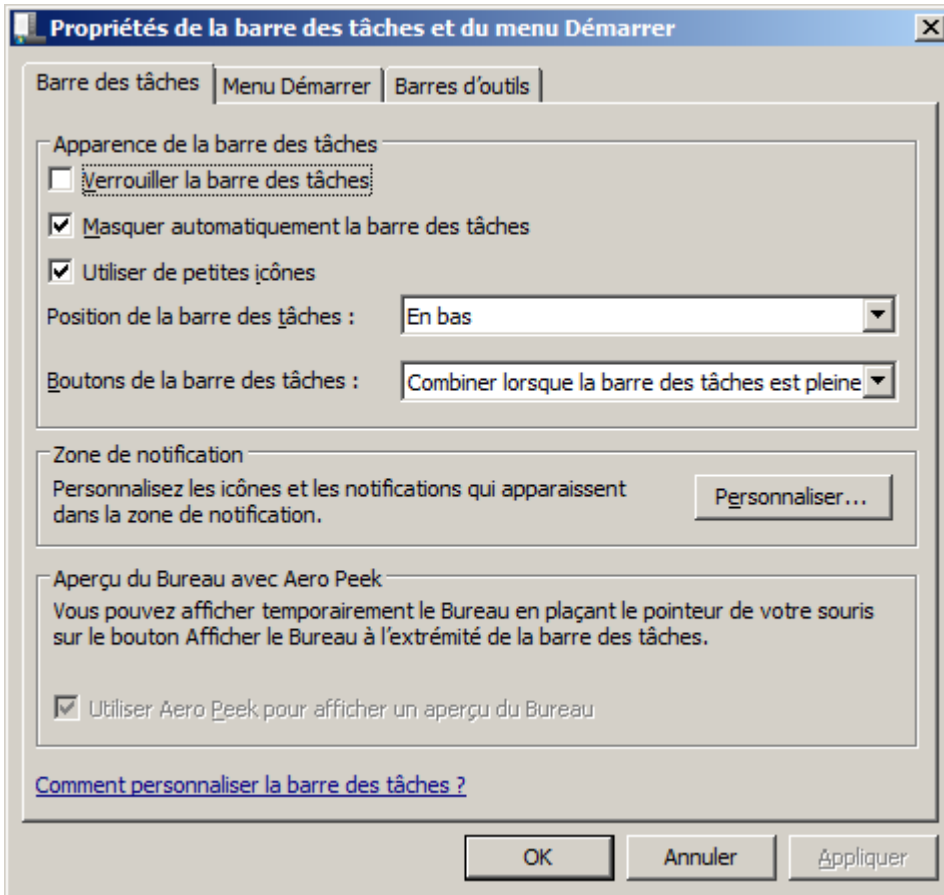 Propriétés de la barre des tâches et du menu Démarrer
Barre des tâches
Menu Démarrer
Barres d'outils
Apparence de la barre des tâches
Verrouiller la barre des tâches
Masquer automatiquement la barre des tâches
Utiliser de petites icônes
Position de la barre des tâches :
En bas
Boutons de la barre des tâches :
Combiner lorsque la barre des tâches est pleine
Zone de notification
Personnalisez les icônes et les notifications qui apparaissent
dans la zone de notification.
Personnaliser...
Aperçu du Bureau avec Aero Peek
Vous pouvez afficher temporairement le Bureau en plaçant le pointeur de votre souris
sur le bouton Afficher le Bureau à l'extrémité de la barre des tâches.
Utiliser Aero Peek pour afficher un aperçu du Bureau
Comment personnaliser la barre des tâches ?
OK
Annuler
Appliquer